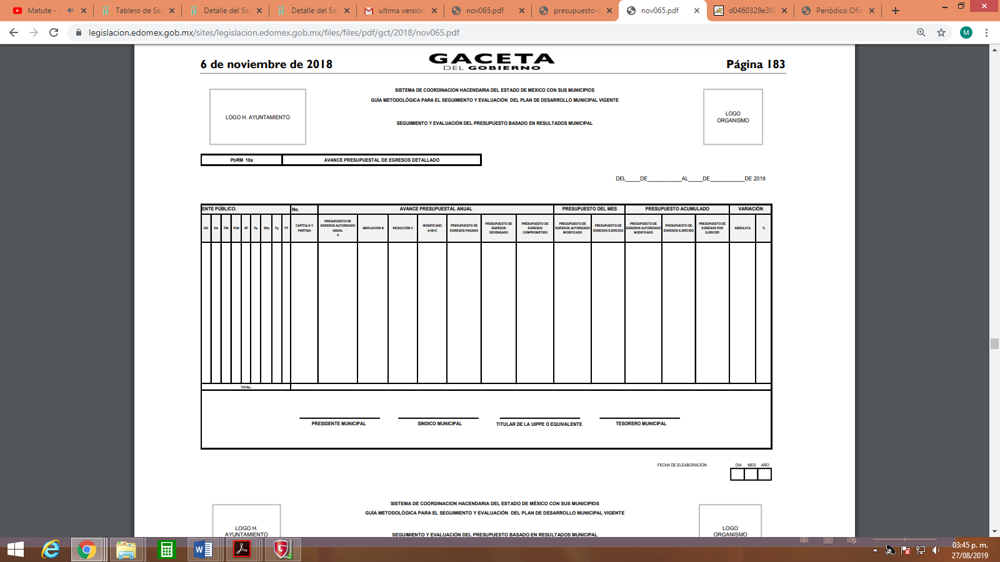 Matute - T
Tablero de Seg
Detalle del Seg
Detalle del Seg
ultima versión
nov065.pdf
presupuesto-e
nov065.pdf
d0460329e390
Periódico Ofic
legislacion.edomex.gob.mx/sites/legislacion.edomex.gob.mx/files/files/pdf/gct/2018/nov065.pdf
M
6 de noviembre de 2018
GACETA
DEL GOBIERNO
Página 183
LOGO H. AYUNTAMIENTO
SISTEMA DE COORDINACION HACENDARIA DEL ESTADO DE MEXICO CON SUS MUNICIPIOS
GUÍA METODOLÓGICA PARA EL SEGUIMIENTO Y EVALUACIÓN DEL PLAN DE DESARROLLO MUNICIPAL VIGENTE
SEGUIMIENTO Y EVALUACIÓN DEL PRESUPUESTO BASADO EN RESULTADOS MUNICIPAL
LOGO
ORGANISMO
PbRM 10a AVANCE PRESUPUESTAL DE EGRESOS DETALLADO
DEL_____DE____________AL_____DE____________DE 2019
ENTE PÚBLICO: No. AVANCE PRESUPUESTAL ANUAL PRESUPUESTO DEL MES PRESUPUESTO ACUMULADO VARIACIÓN
DG DA FIN FUN SF Pp SPp Py FF
CAPÍTULO Y
PARTIDA
PRESUPUESTO DE
EGRESOS AUTORIZADO
ANUAL
A
AMPLIACIÓN B
REDUCCIÓN C
MODIFICADO
A+B+C
PRESUPUESTO DE
EGRESOS PAGADO
PRESUPUESTO DE
EGRESOS
DEVENGADO
PRESUPUESTO DE
EGRESOS
COMPROMETIDO
PRESUPUESTO DE
EGRESOS AUTORIZADO
MODIFICADO
PRESUPUESTO DE
EGRESOS EJERCIDO
PRESUPUESTO DE
EGRESOS AUTORIZADO
MODIFICADO
PRESUPUESTO DE
EGRESOS EJERCIDO
PRESUPUESTO DE
EGRESOS POR
EJERCER
ABSOLUTA
%
TOTAL:
PRESIDENTE MUNICIPAL
SINDICO MUNICIPAL
TITULAR DE LA UIPPE O EQUIVALENTE
TESORERO MUNICIPAL
FECHA DE ELEABORACIÓN DIA MES AÑO
LOGO H.
AYUNTAMIENTO
SISTEMA DE COORDINACION HACENDARIA DEL ESTADO DE MÉXICO CON SUS MUNICIPIOS
GUÍA METODOLÓGICA PARA EL SEGUIMIENTO Y EVALUACIÓN DEL PLAN DE DESARROLLO MUNICIPAL VIGENTE
SEGUIMIENTO Y EVALUACIÓN DEL PRESUPUESTO BASADO EN RESULTADOS MUNICIPAL
LOGO
ORGANISMO
03:45 p. m.
27/08/2019